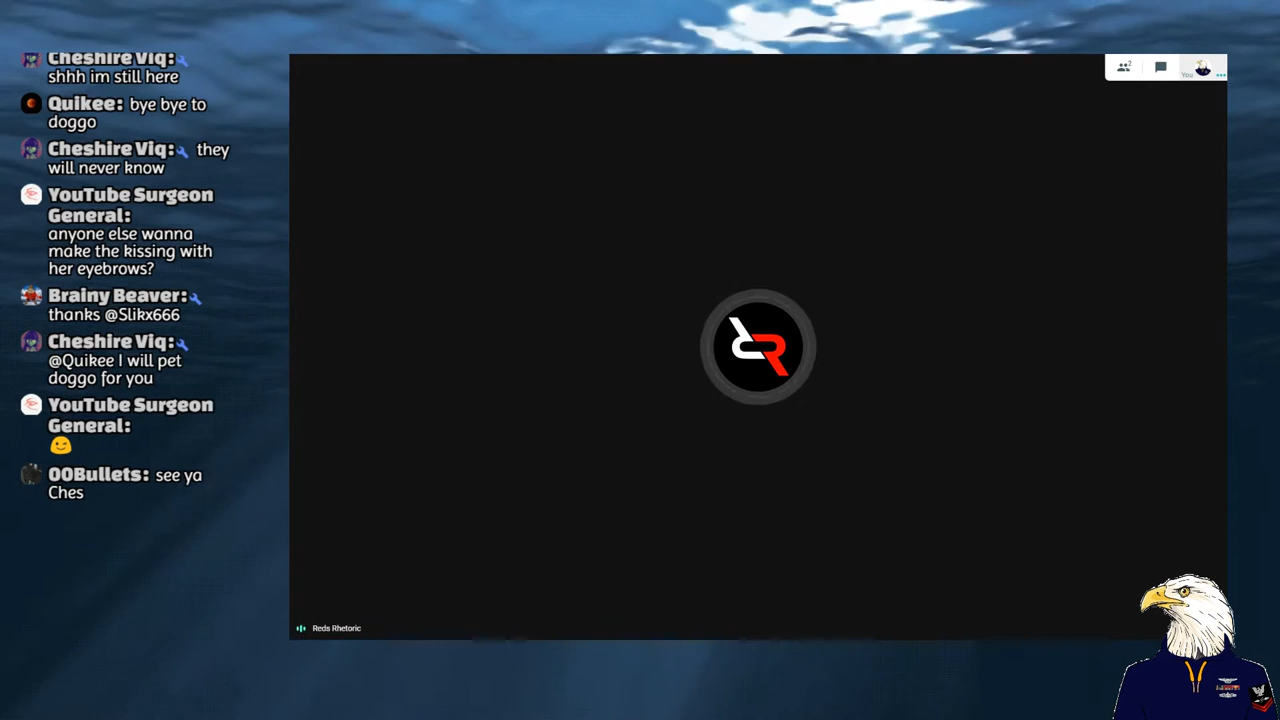 Cheshire Viq:
shhh im still here
Quikee: bye bye to
doggo
Cheshire Viq: they
will never know
YouTube Surgeon
General:
anyone else wanna
make the kissing with
her eyebrows?
Brainy Beaver:
thanks @Slikx666
Cheshire Viq:
@Quikee I will pet
doggo for you
YouTube Surgeon
General:
😉
00Bullets: see ya
Ches
2
You
R
Reds Rhetoric